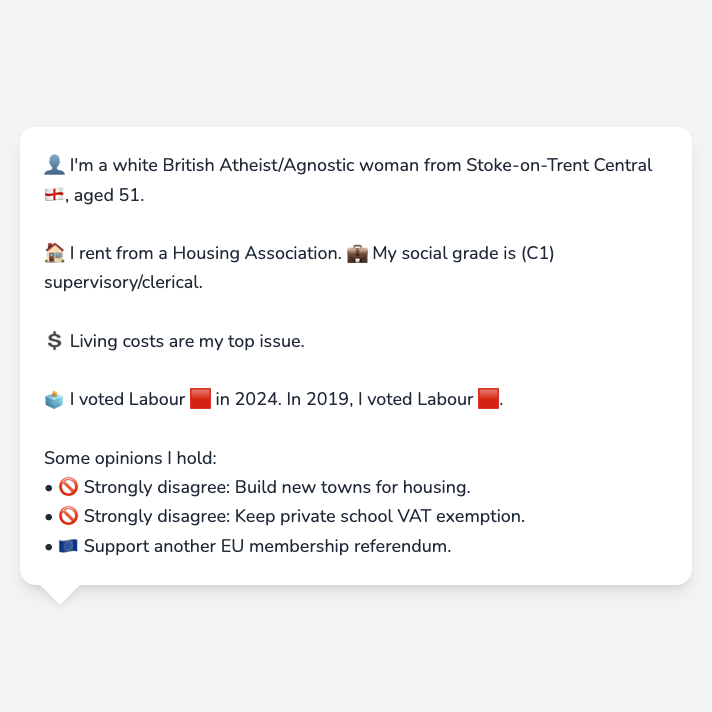 👤 I'm a white British Atheist/Agnostic woman from Stoke-on-Trent Central
🏴󠁧󠁢󠁥󠁮󠁧󠁿, aged 51.
🏠 I rent from a Housing Association. 💼 My social grade is (C1)
supervisory/clerical.
💲 Living costs are my top issue.
🗳️ I voted Labour 🟥 in 2024. In 2019, I voted Labour 🟥.
Some opinions I hold:
• 🚫 Strongly disagree: Build new towns for housing.
• 🚫 Strongly disagree: Keep private school VAT exemption.
• 🇪🇺 Support another EU membership referendum.